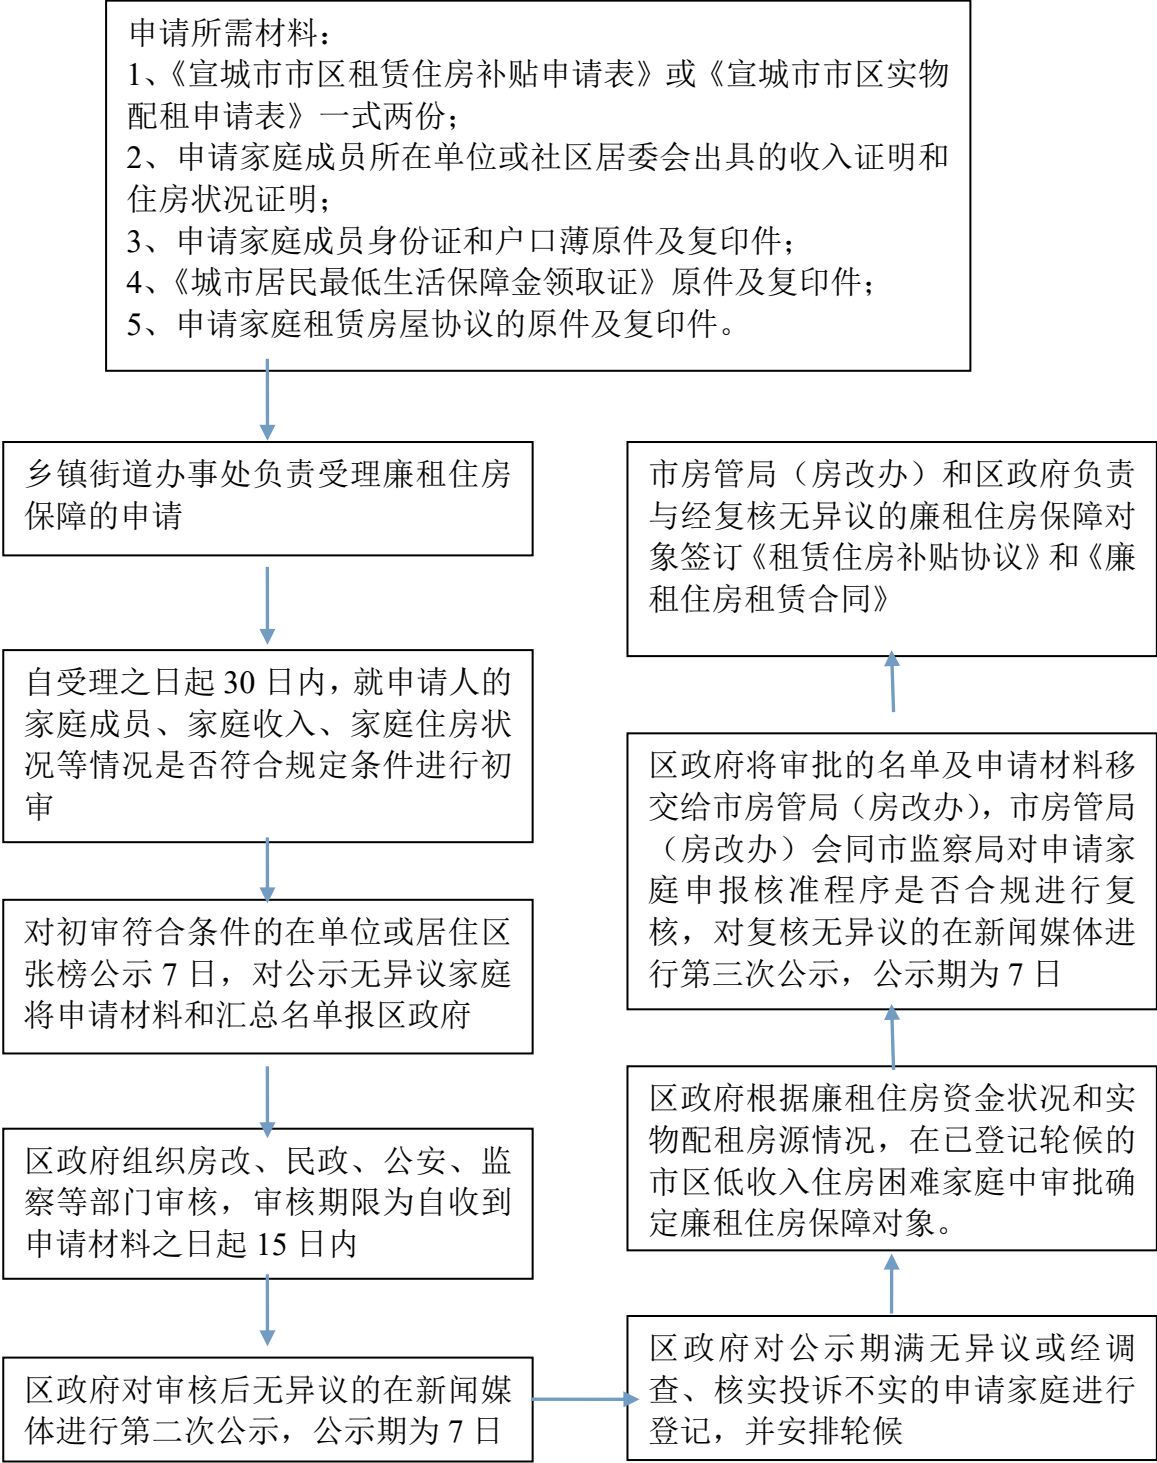 申请所需材料：
1、《宣城市市区租赁住房补贴申请表》或《宣城市市区实物
配租申请表》一式两份；
2、申请家庭成员所在单位或社区居委会出具的收入证明和
住房状况证明；
3、申请家庭成员身份证和户口薄原件及复印件；
4、《城市居民最低生活保障金领取证》原件及复印件；
5、申请家庭租赁房屋协议的原件及复印件。
乡镇街道办事处负责受理廉租住房
保障的申请
自受理之日起 30 日内，就申请人的
家庭成员、家庭收入、家庭住房状
况等情况是否符合规定条件进行初
审
对初审符合条件的在单位或居住区
张榜公示 7 日，对公示无异议家庭
将申请材料和汇总名单报区政府
区政府组织房改、民政、公安、监
察等部门审核，审核期限为自收到
申请材料之日起 15 日内
区政府对审核后无异议的在新闻媒
体进行第二次公示，公示期为 7 日
区政府对公示期满无异议或经调
查、核实投诉不实的申请家庭进行
登记，并安排轮候
区政府根据廉租住房资金状况和实
物配租房源情况，在已登记轮候的
市区低收入住房困难家庭中审批确
定廉租住房保障对象。
区政府将审批的名单及申请材料移
交给市房管局（房改办），市房管局
（房改办）会同市监察局对申请家
庭申报核准程序是否合规进行复
核，对复核无异议的在新闻媒体进
行第三次公示，公示期为 7 日
市房管局（房改办）和区政府负责
与经复核无异议的廉租住房保障对
象签订《租赁住房补贴协议》和《廉
租住房租赁合同》